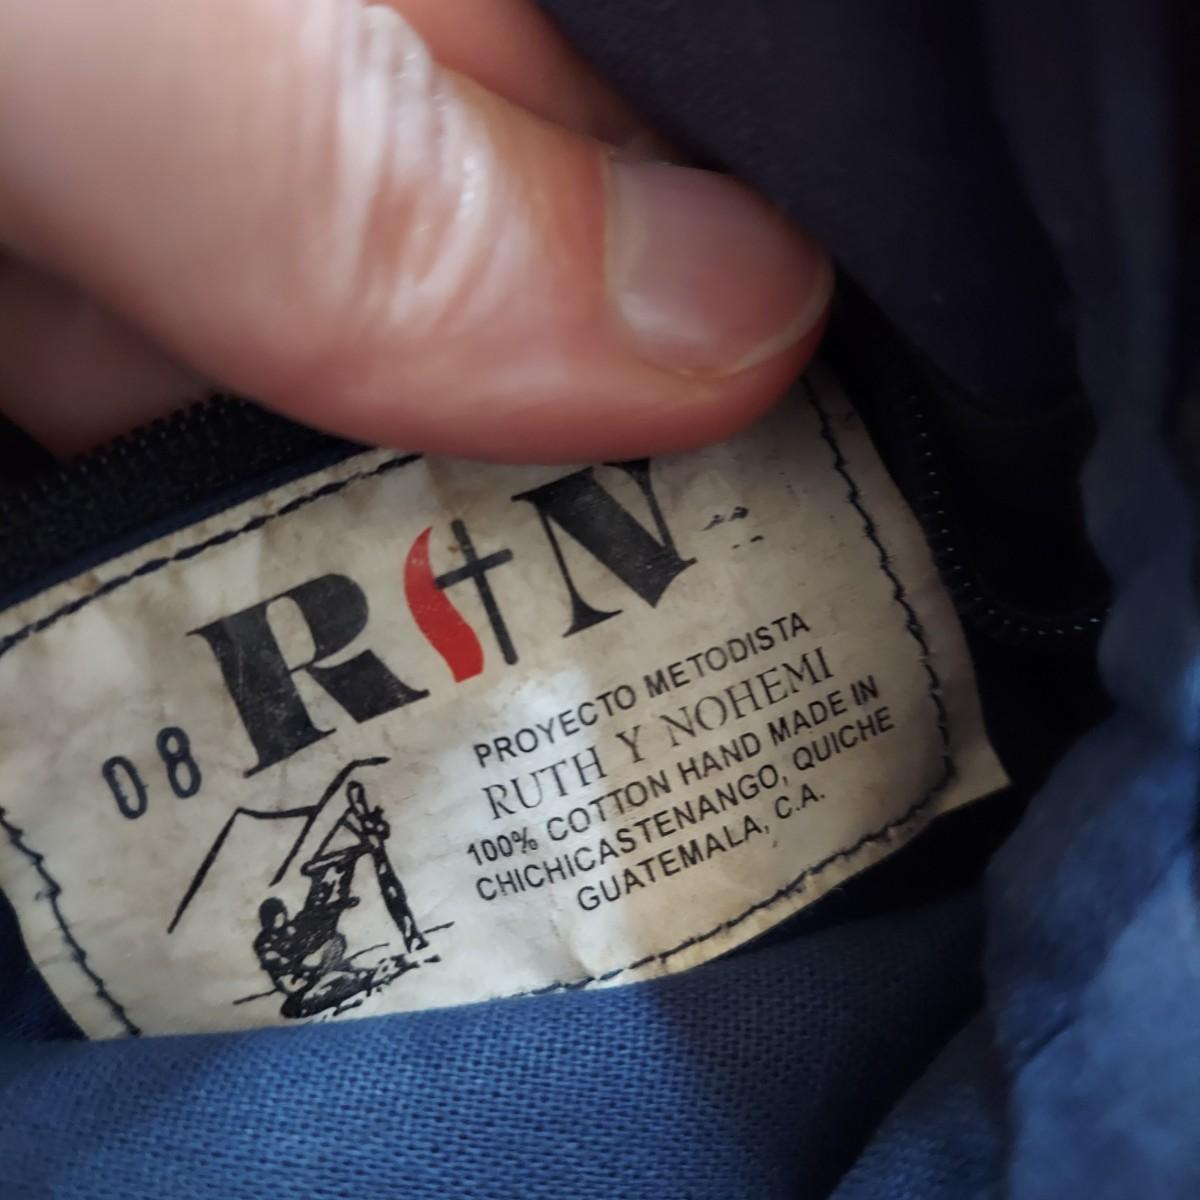 R N
08
PROYECTO METODISTA
RUTH Y NOHEMI
100% COTTON HAND MADE IN
CHICHICASTENANGO, QUICHE
GUATEMALA, C.A.